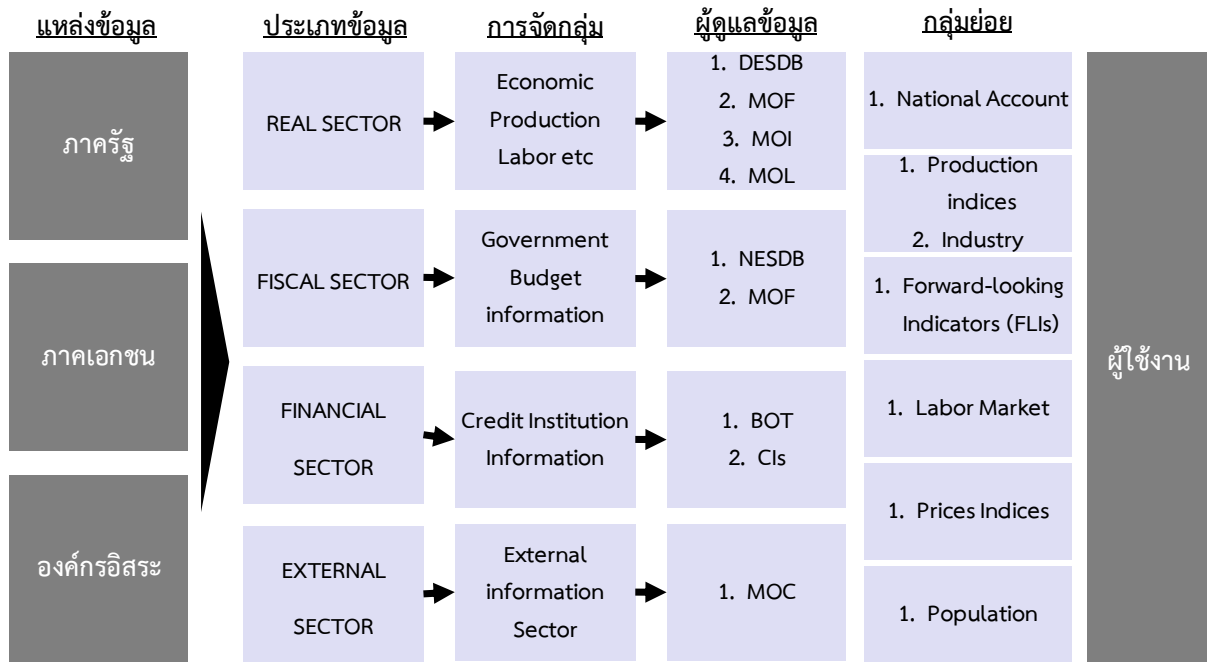 แหล่งข้อมูล
ภาครัฐ
ภาคเอกชน
องค์กรอิสระ
ประเภทข้อมูล
REAL SECTOR
FISCAL SECTOR
FINANCIAL
SECTOR
EXTERNAL
SECTOR
การจัดกลุ่ม
Economic
Production
Labor etc
Government
Budget
information
Credit Institution
Information
External
information
Sector
ผู้ดูแลข้อมูล
1. DESDB
2. MOF
3. MOI
4. MOL
1. NESDB
2. MOF
1. BOT
2. CIs
1. MOC
กลุ่มย่อย
1. National Account
1. Production
indices
2. Industry
1. Forward-looking
Indicators (FLIs)
1. Labor Market
1. Prices Indices
1. Population
ผู้ใช้งาน